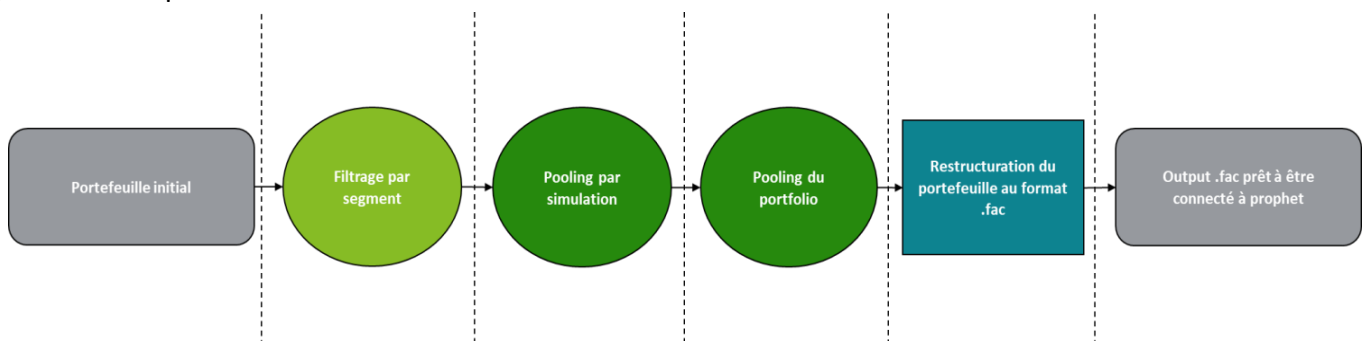 Portefeuille initial
Filtrage par
segment
Pooling par
simulation
Pooling du
portfolio
Restructuration du
portefeuille au format
.fac
Output .fac prêt à être
connecté à prophet